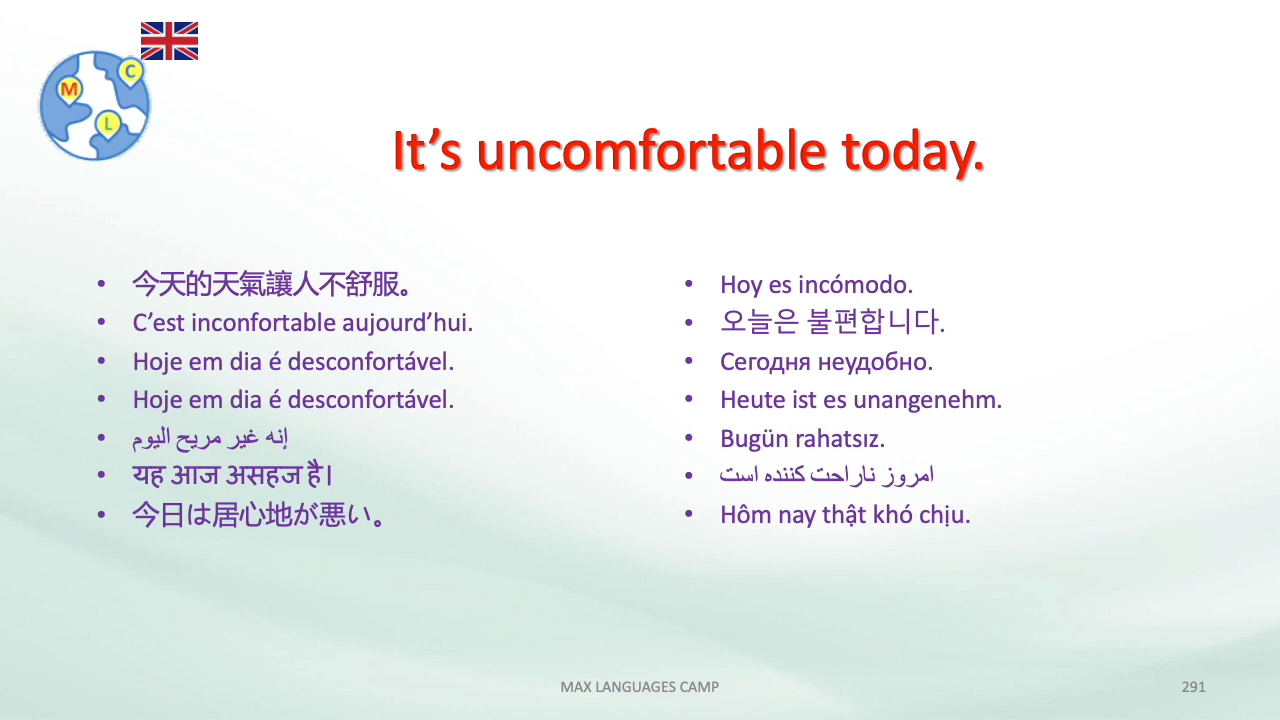 M
C
L
It’s uncomfortable today.
• 今天的天氣讓人不舒服。
• C’est inconfortable aujourd’hui.
• Hoje em dia é desconfortável.
• Hoje em dia é desconfortável.
• إنه غير مريح اليوم
• यह आज असहज है।
• 今日は居心地が悪い。
• Hoy es incómodo.
• 오늘은 불편합니다.
• Сегодня неудобно.
• Heute ist es unangenehm.
• Bugün rahatsız.
• امروز ناراحت کننده است
• Hôm nay thật khó chịu.
MAX LANGUAGES CAMP
291